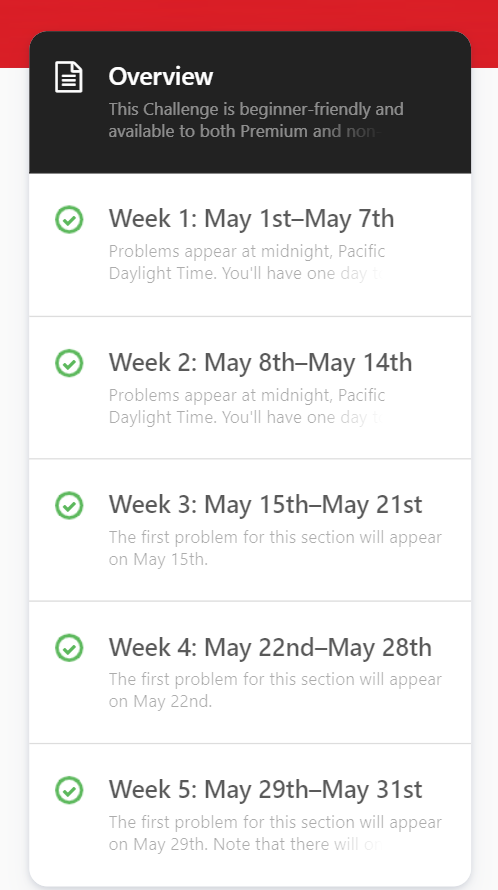 Overview
This Challenge is beginner-friendly and
available to both Premium and non-
Week 1: May 1st–May 7th
Problems appear at midnight, Pacific
Daylight Time. You'll have one day
Week 2: May 8th–May 14th
Problems appear at midnight, Pacific
Daylight Time. You'll have one day
Week 3: May 15th–May 21st
The first problem for this section will appear
on May 15th.
Week 4: May 22nd–May 28th
The first problem for this section will appear
on May 22nd.
Week 5: May 29th–May 31st
The first problem for this section will appear
on May 29th. Note that there will